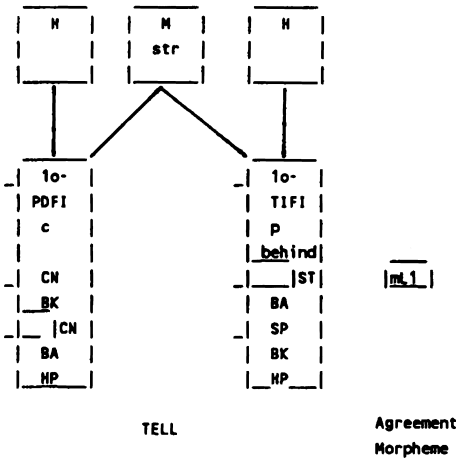 H
M
str
H
1o-
PDFI
c
CN
BK
CN
BA
HP
1o-
TIFI
p
behind
ST
BA
SP
BK
HP
mL1
TELL
Agreement
Morpheme